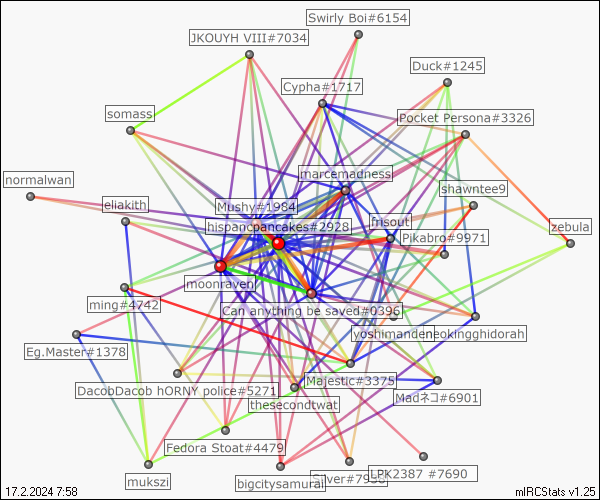 Swirly Boi#6154
JKOUYH VIII#7034
Duck#1245
Cypha#1717
somass
Pocket Persona#3326
marcemadness
normalwan
shawntee9
eliakith
Mushy#1984
frisout
zebula
hispancpancakes#2928
Pikabro#9971
moonraven
ming#4742
Can anything be saved#0396
yoshimandene
neokingghidorah
Eg.Master#1378
Majestic#3375
DacobDacob hORNY police#5271
Madネコ#6901
thesecondtwat
Fedora Stoat#4479
LPK2387 #7690
mukszi
bigcitysamurai
17.2.2024 7:58
mIRCStats v1.25